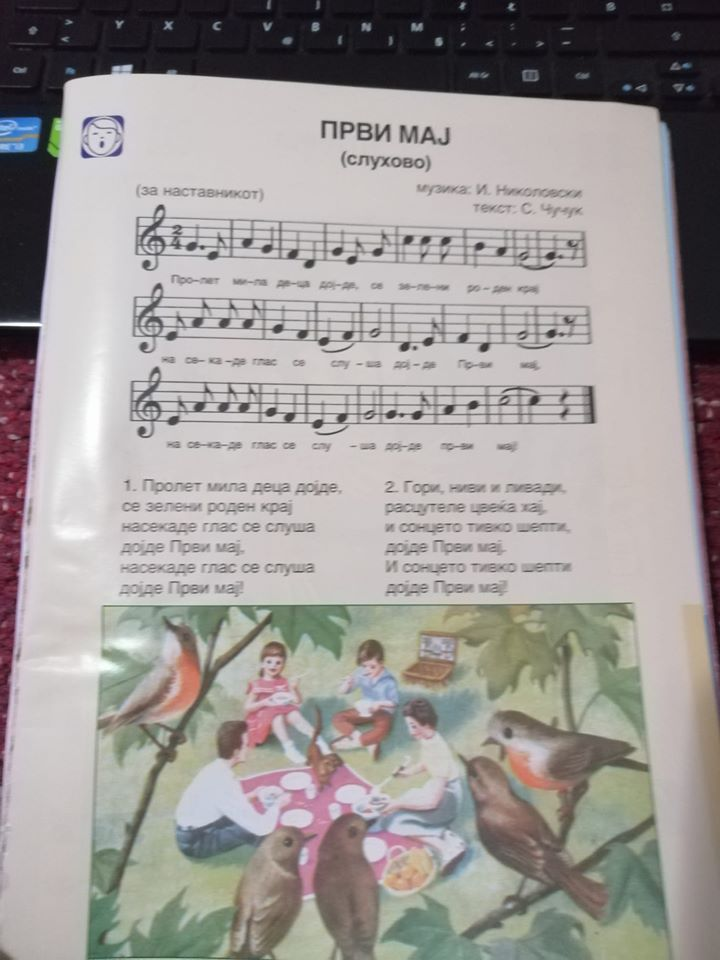 ПРВИ МАЈ
(слухово)
(за наставникот)
музика: И. Николовски
текст: С. Чучук
Про-лет ми-ла де-ца дој-де, се зе-ле-ни ро-ден крај
на се-ка-де глас се слу-ша дој-де Пр-ви мај,
на се-ка-де глас се слу-ша дој-де пр-ви мај!
1. Пролет мила деца дојде,
се зелени роден крај
насекаде глас се слуша
дојде Први мај,
насекаде глас се слуша
дојде Први мај!
2. Гори, ниви и ливади,
расцутеле цвеќа хај,
и сонцето тивко шепти,
дојде Први мај.
И сонцето тивко шепти
дојде Први мај!